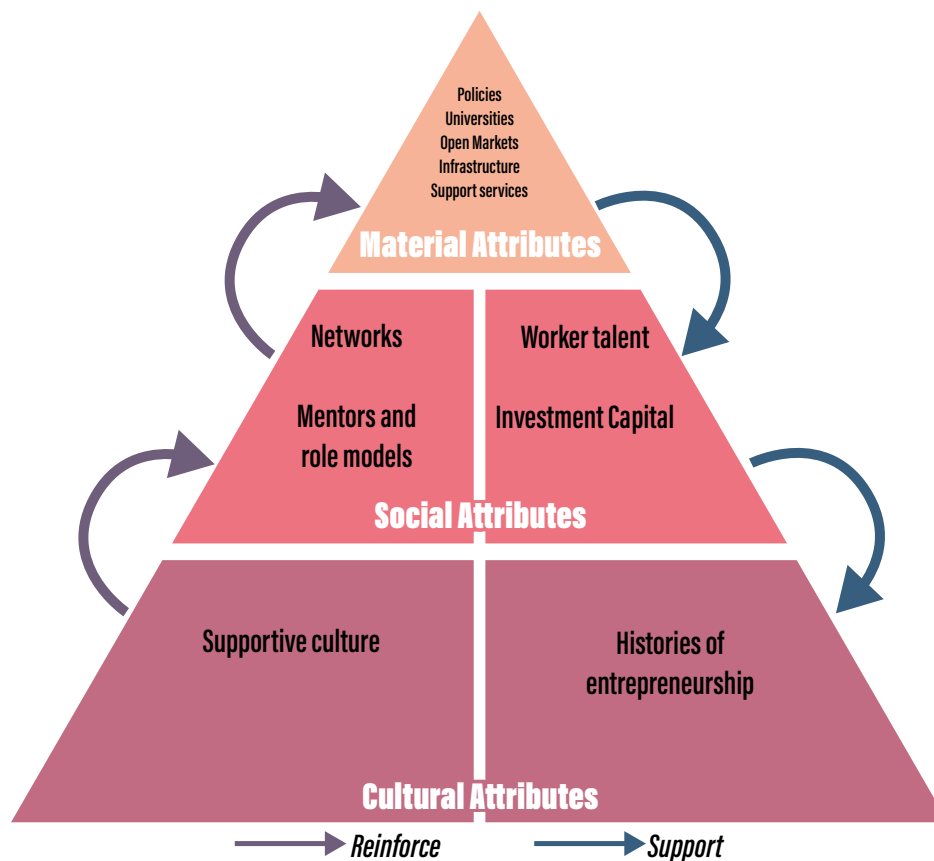 Policies
Universities
Open Markets
Infrastructure
Support services
Material Attributes
Networks
Worker talent
Mentors and
role models
Investment Capital
Social Attributes
Supportive culture
Histories of
entrepreneurship
Cultural Attributes
Reinforce
Support